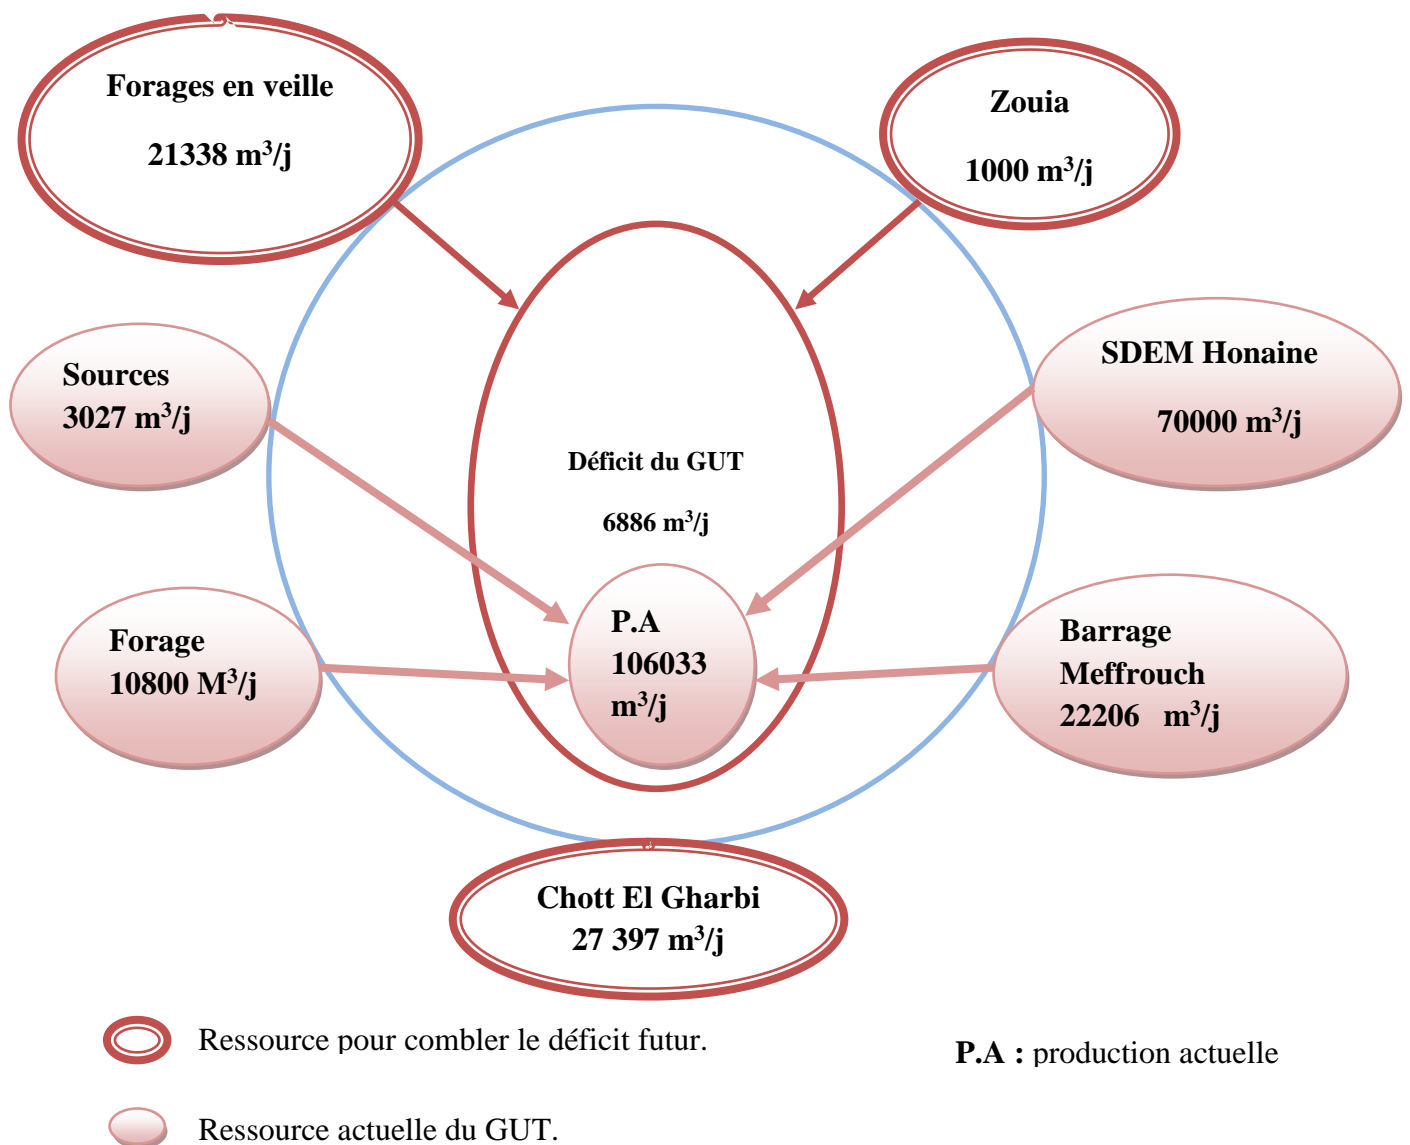 Forages en veille
21338 m³/j
Zouia
1000 m³/j
Sources
3027 m³/j
SDEM Honaine
70000 m³/j
Déficit du GUT
6886 m³/j
P.A
106033
m³/j
Forage
10800 M³/j
Barrage
Meffrouch
22206 m³/j
Chott El Gharbi
27 397 m³/j
Ressource pour combler le déficit futur.
P.A : production actuelle
Ressource actuelle du GUT.